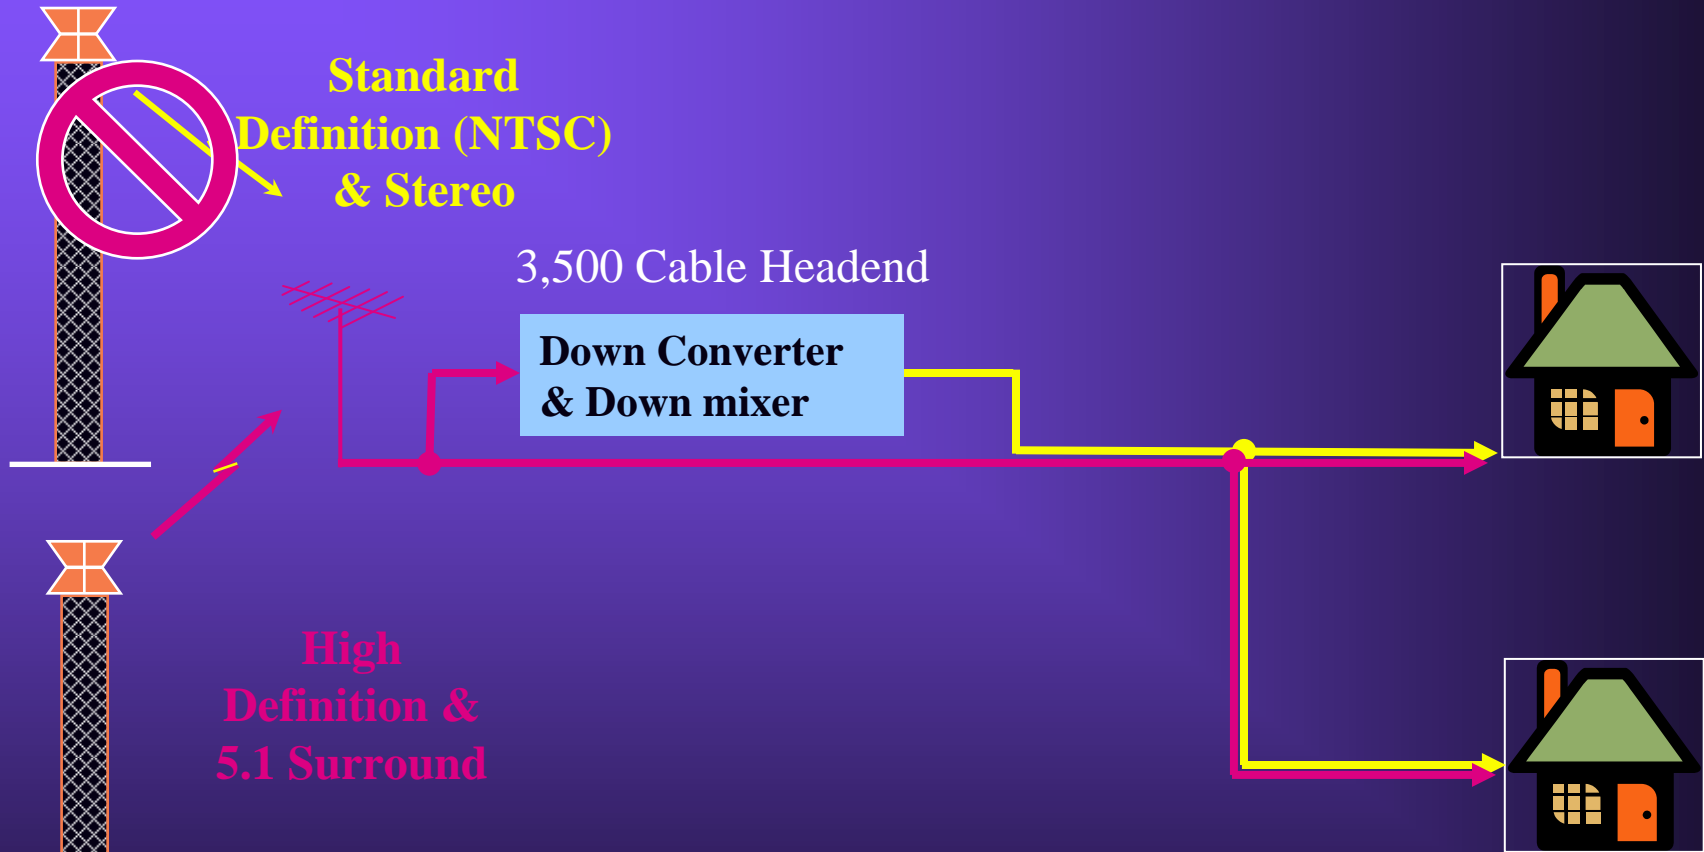 Standard
Definition (NTSC)
& Stereo
3,500 Cable Headend
Down Converter
& Down mixer
High
Definition &
5.1 Surround